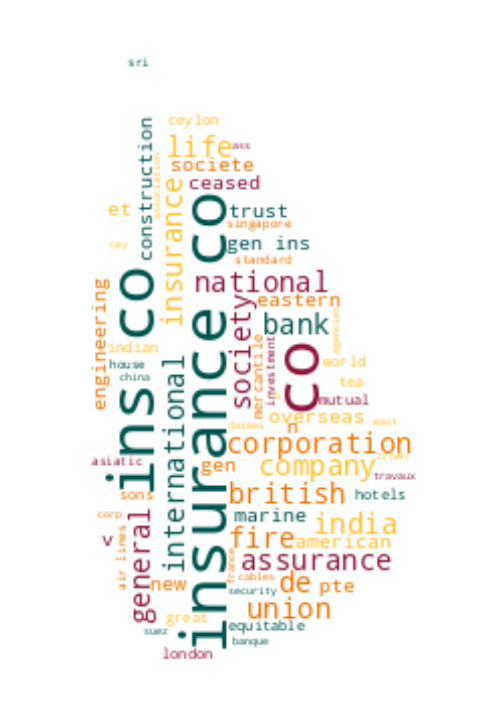 sri
ceylon
construction
life
ass
association
societe
ceased
insurance
et
insurance co
trust
singapore
cey
gen ins
standard
ins co
national
engineering
society
eastern
agencies
bank
mercantile
investment
co
indian
house
china
international
world
tea
mutual
overseas
east
daimei
n
corporation
crown
asiatic
gen
company
travaux
sons
british
hotels
general
corp
marine
india
v
air lines
fire
american
france
assurance
new
cables
security
de
pte
union
great
equitable
suez
banque
london